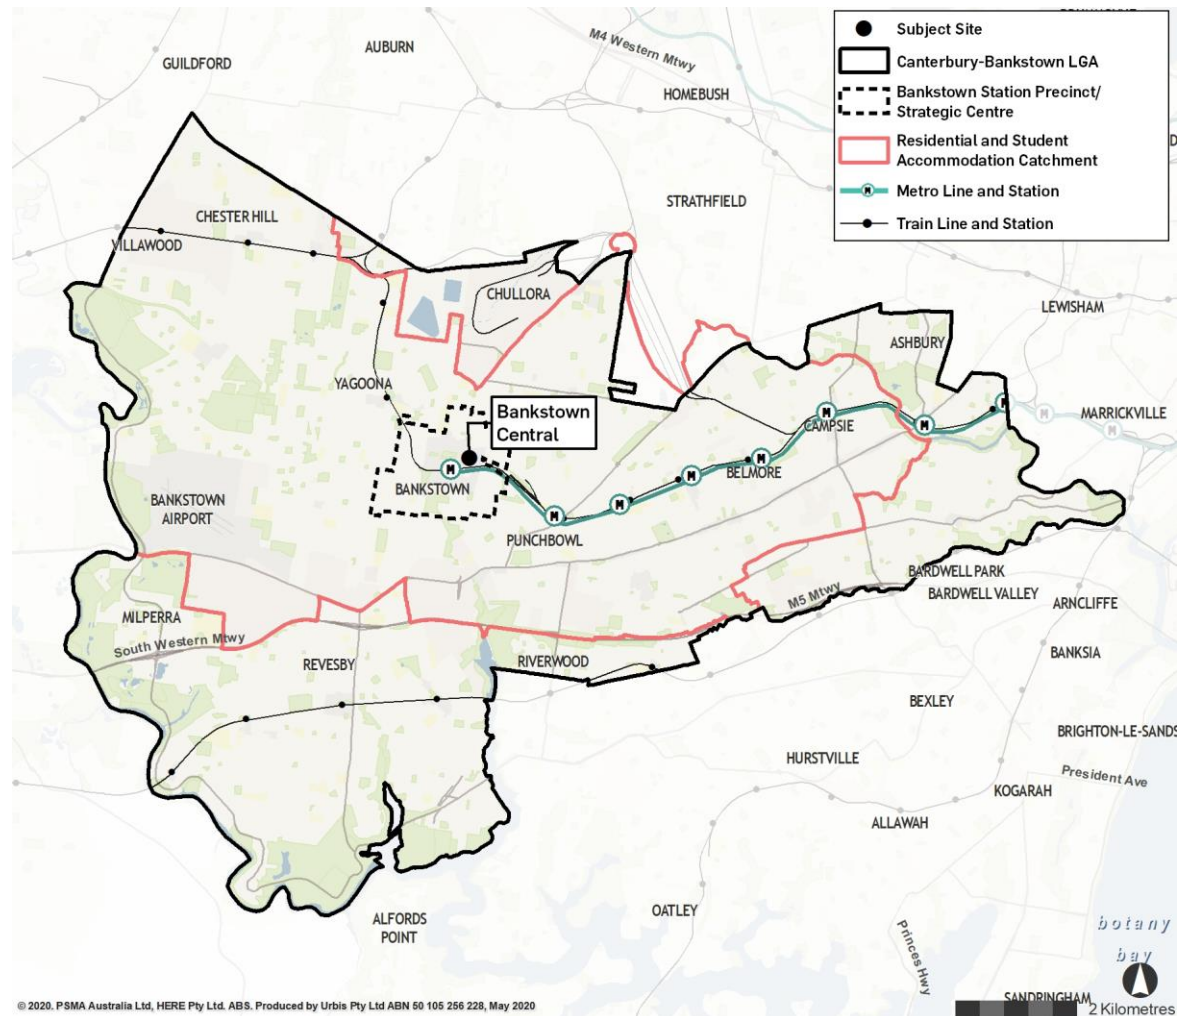 GUILDFORD
AUBURN
M4 Western Mtwy
HOMEBUSH
Subject Site
Canterbury-Bankstown LGA
Bankstown Station Precinct/
Strategic Centre
Residential and Student
Accommodation Catchment
M
Metro Line and Station
Train Line and Station
STRATHFIELD
CHESTER HILL
VILLAWOOD
CHULLORA
LEWISHAM
ASHBURY
YAGOONA
Bankstown
Central
MARRICKVILLE
CAMPSIE
BELMORE
BANKSTOWN
M
M
M
M
M
M
M
M
M
M
BANKSTOWN
AIRPORT
PUNCHBOWL
BARDWELL PARK
BARDWELL VALLEY
ARNCLIFFE
M5 Mtwy
MILPERRA
South Western Mtwy
REVESBY
RIVERWOOD
BANKSIA
BEXLEY
BRIGHTON-LE-SANDS
HURSTVILLE
President Ave
KOGARAH
ALLAWAH
ALFORDS
POINT
OATLEY
Princes Hwy
botany
bay
SANDRINGHAM
2 Kilometres
© 2020. PSMA Australia Ltd, HERE Pty Ltd. ABS. Produced by Urbis Pty Ltd ABN 50 105 256 228, May 2020